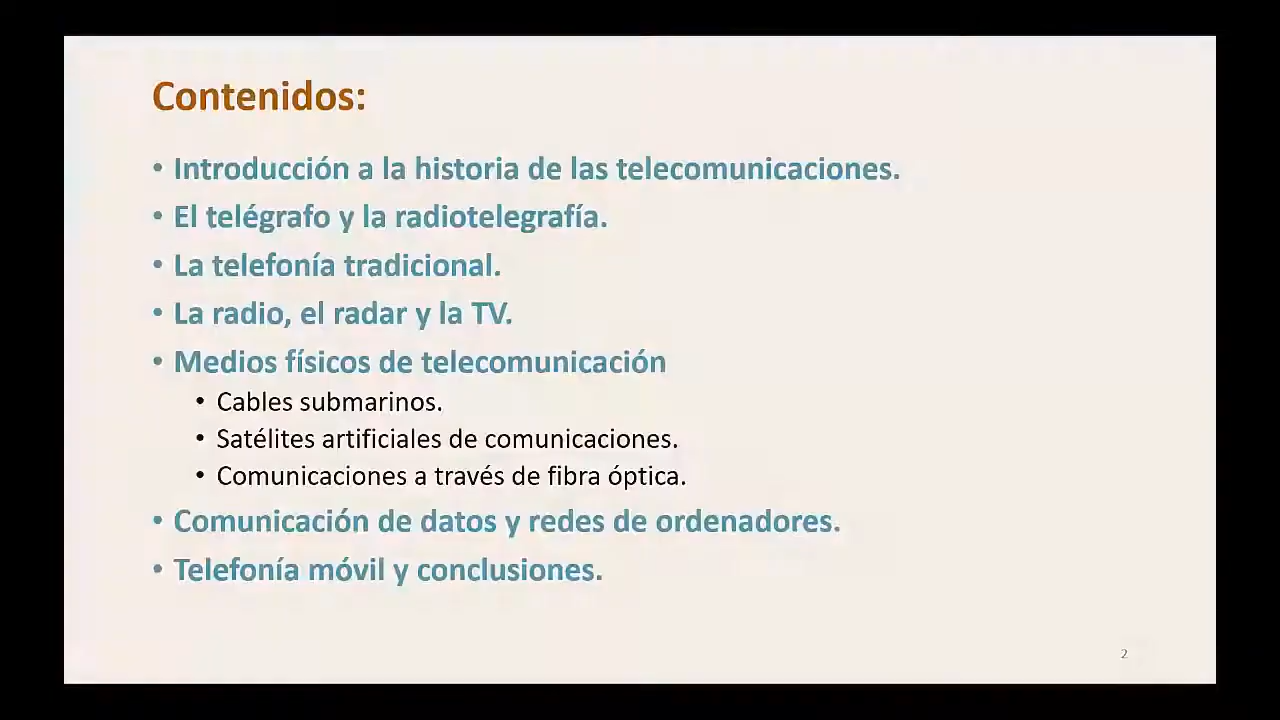 Contenidos:
• Introducción a la historia de las telecomunicaciones.
• El telégrafo y la radiotelegrafía.
• La telefonía tradicional.
• La radio, el radar y la TV.
• Medios físicos de telecomunicación
• Cables submarinos.
• Satélites artificiales de comunicaciones.
• Comunicaciones a través de fibra óptica.
• Comunicación de datos y redes de ordenadores.
• Telefonía móvil y conclusiones.
2